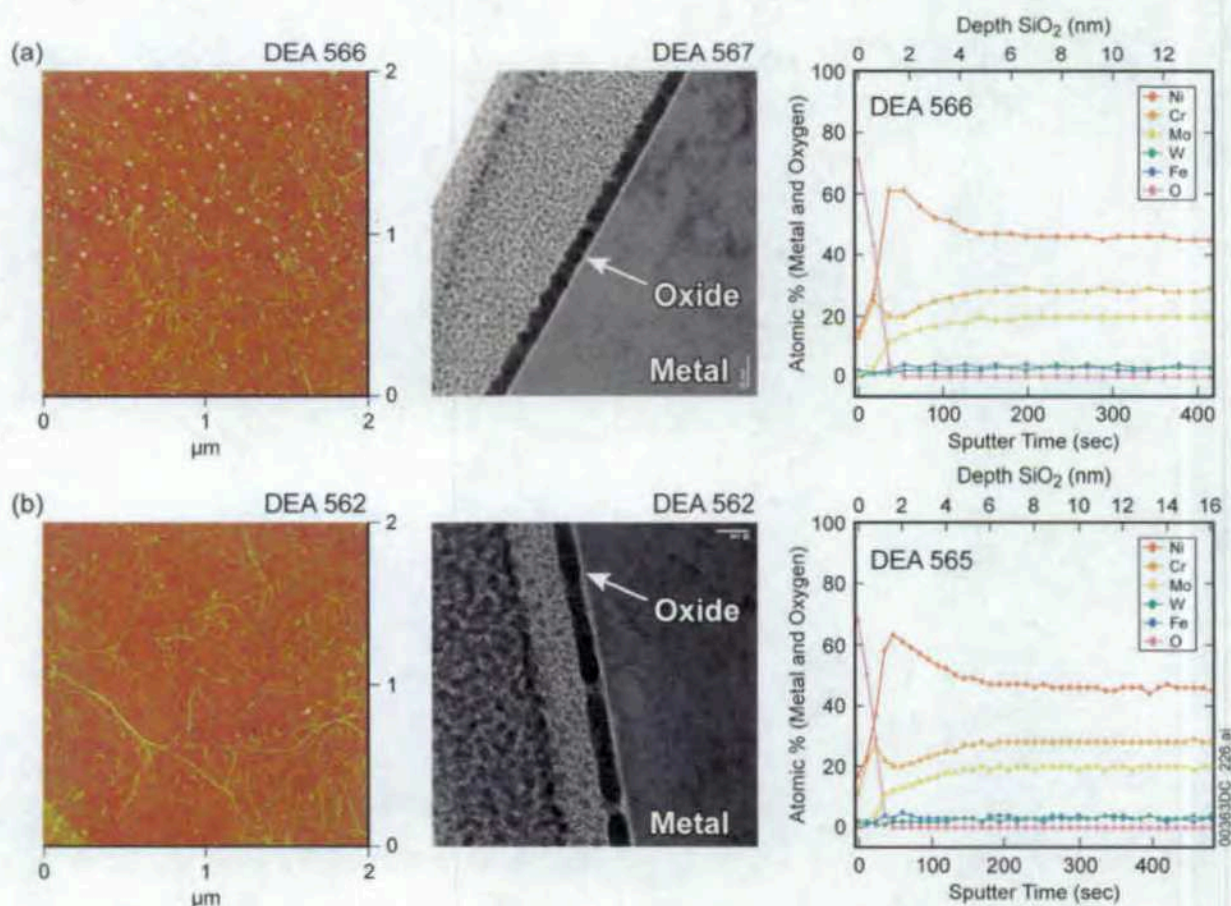 (a)
DEA 566
2
1
0
0
1
2
µm
DEA 567
Oxide
Metal
Depth SiO2 (nm)
0 2 4 6 8 10 12
100
80
60
40
20
0
Atomic % (Metal and Oxygen)
DEA 566
Ni
Cr
Mo
W
Fe
O
0 100 200 300 400
Sputter Time (sec)
(b)
DEA 562
2
1
0
0
1
2
µm
DEA 562
Oxide
Metal
Depth SiO2 (nm)
0 2 4 6 8 10 12 14 16
100
80
60
40
20
0
Atomic % (Metal and Oxygen)
DEA 565
Ni
Cr
Mo
W
Fe
O
0 100 200 300 400
Sputter Time (sec)